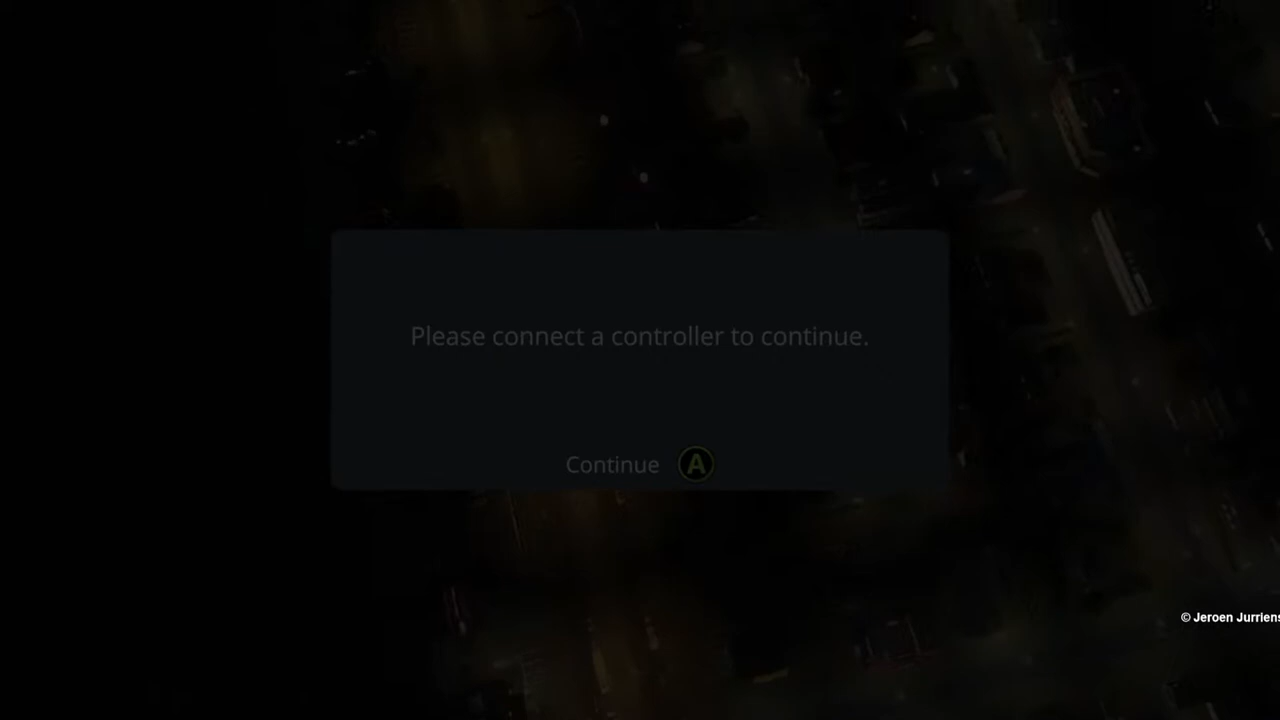 Please connect a controller to continue.
Continue A
© Jeroen Jurriens